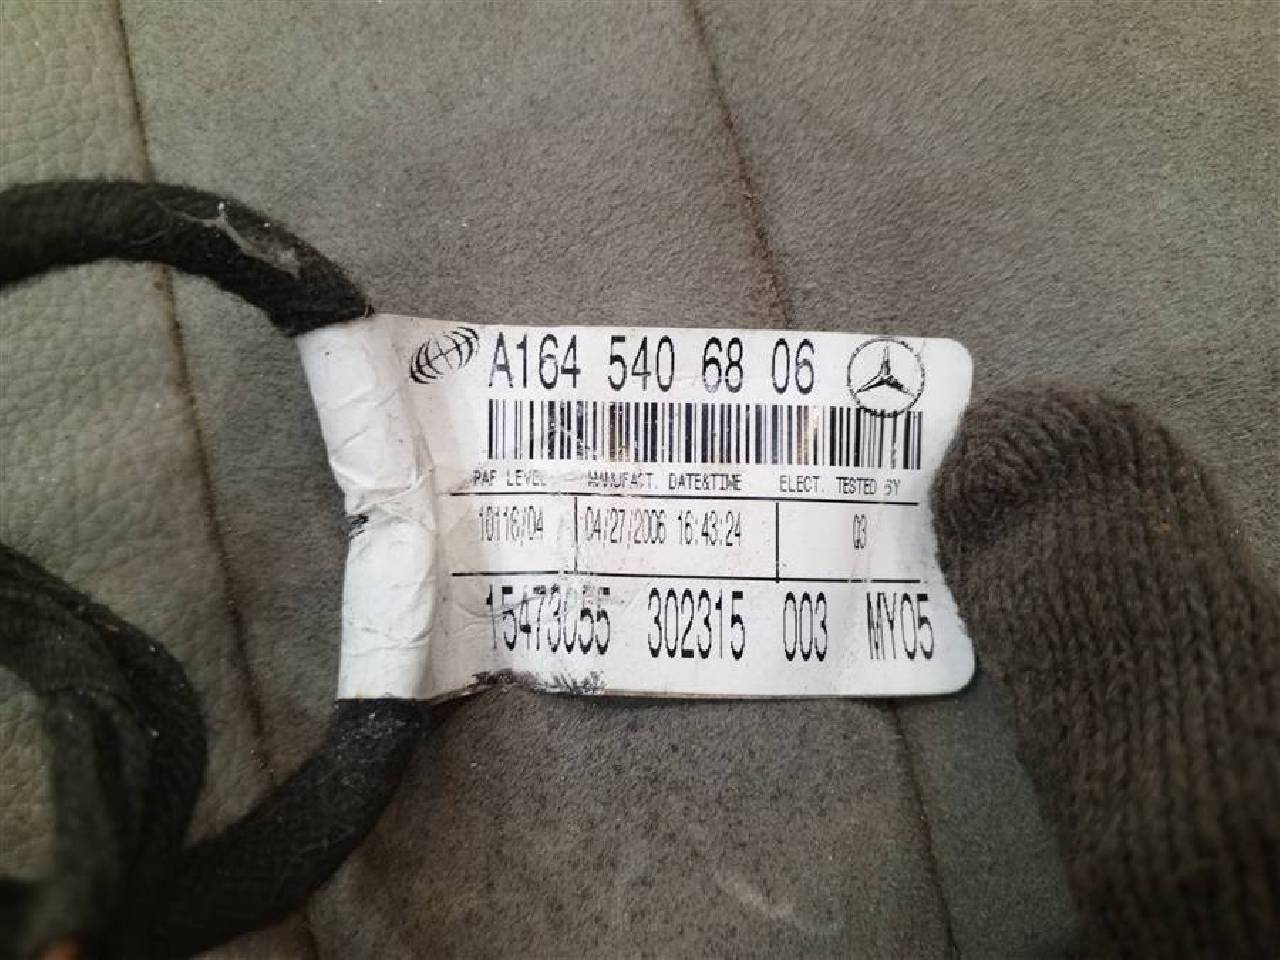 A164 540 68 06
PAF LEVEL MANUFACT. DATE&TIME ELECT. TESTED BY
10116/04 04/27/2006 16:43:24 Q3
15473055 302315 003 MY05